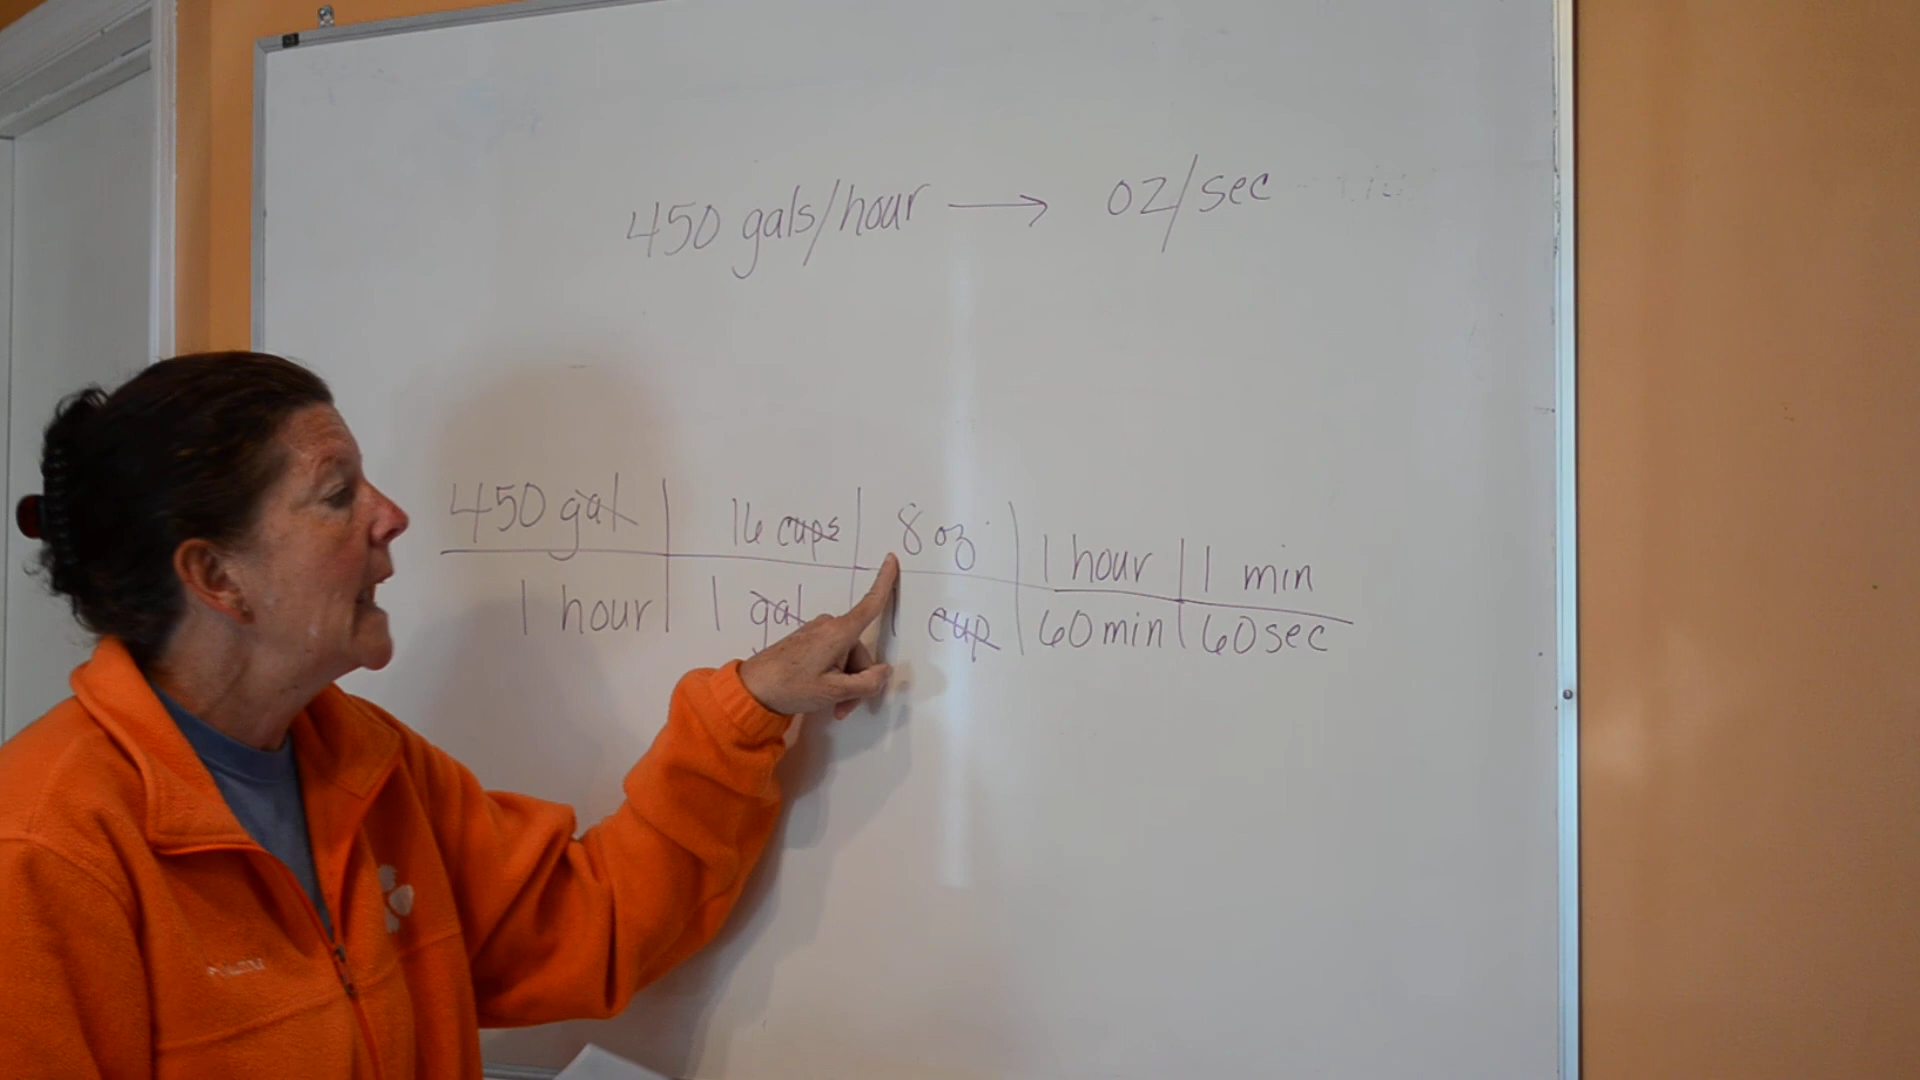 450 gals/hour → oz/sec
450 gal | 16 cups | 8 oz | 1 hour | 1 min
1 hour | 1 gal | 1 cup | 60 min | 60 sec